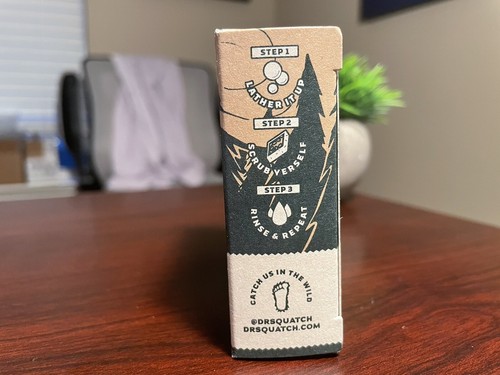 STEP 1
LATHER IT UP
STEP 2
SCRUB YERSELF
STEP 3
RINSE & REPEAT
CATCH US IN THE WILD
@DRSQUATCH
DRSQUATCH.COM